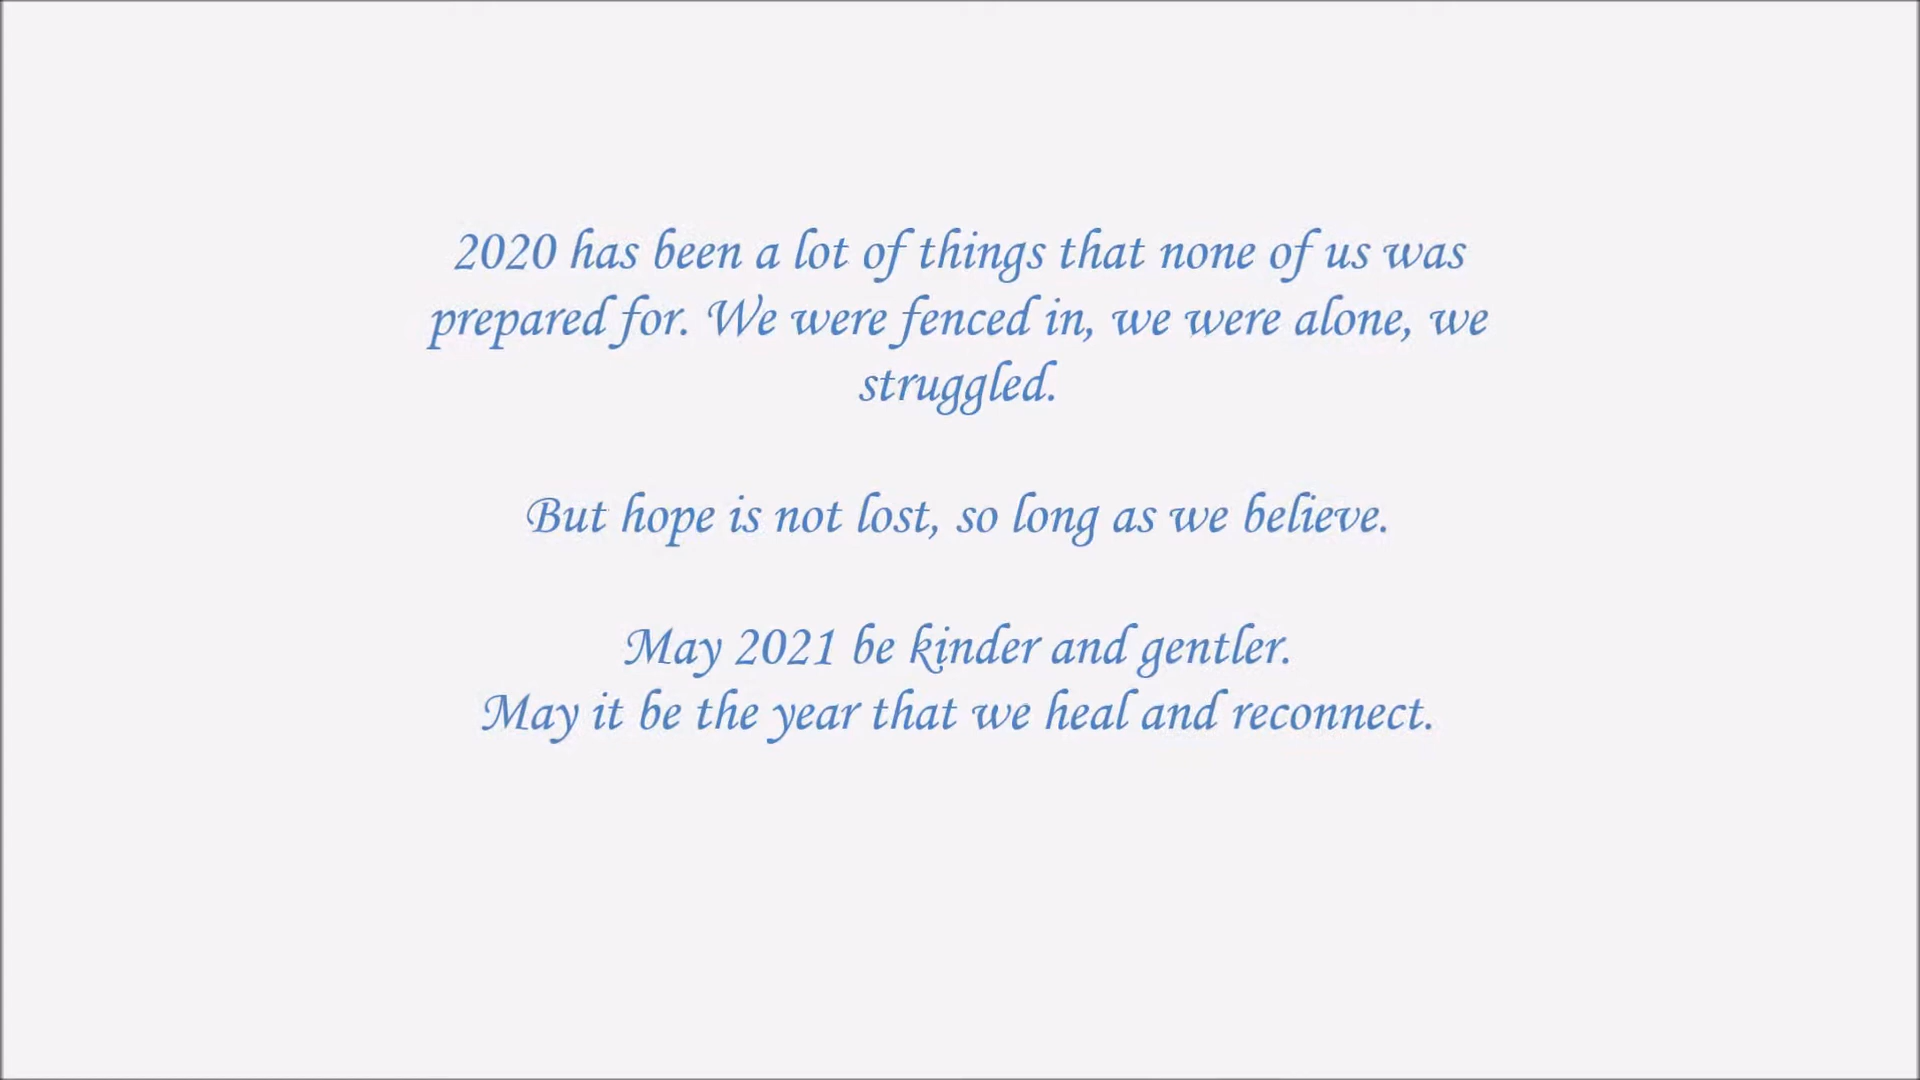 2020 has been a lot of things that none of us was
prepared for. We were fenced in, we were alone, we
struggled.
But hope is not lost, so long as we believe.
May 2021 be kinder and gentler.
May it be the year that we heal and reconnect.